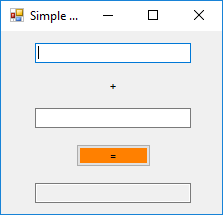 Simple ...
+
=